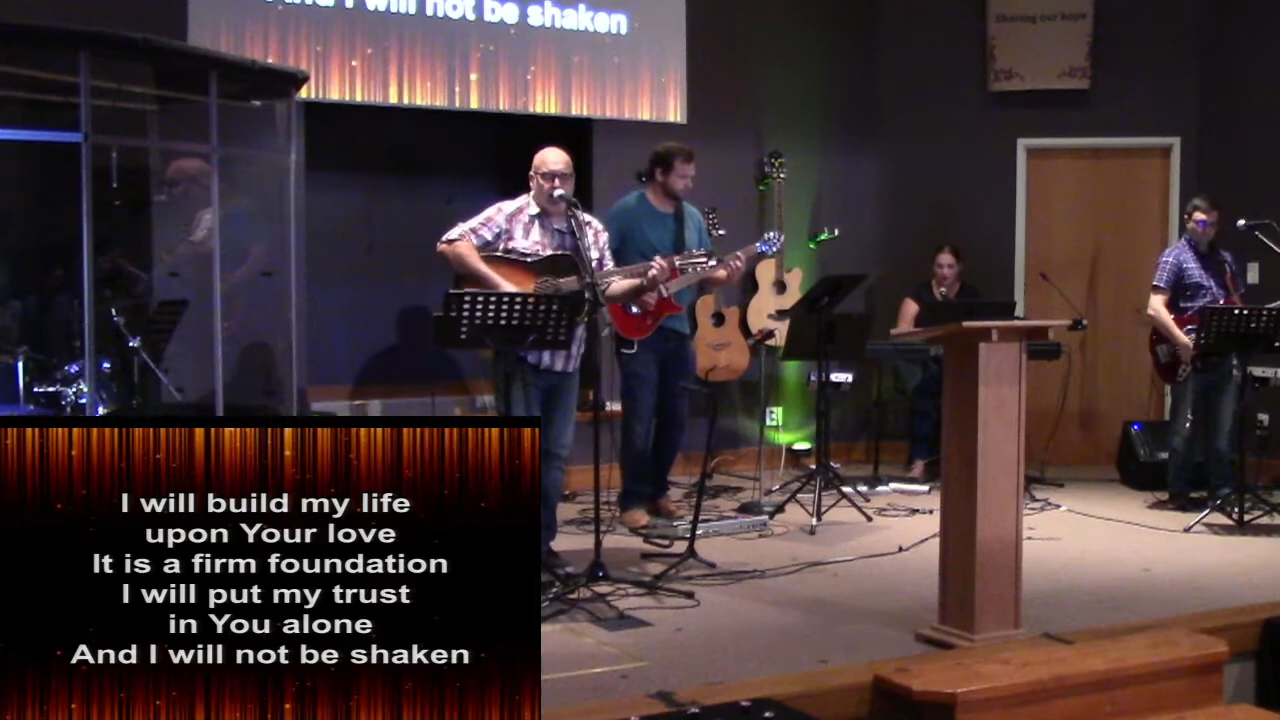 And I will not be shaken
Sharing our hope
I will build my life
upon Your love
It is a firm foundation
I will put my trust
in You alone
And I will not be shaken